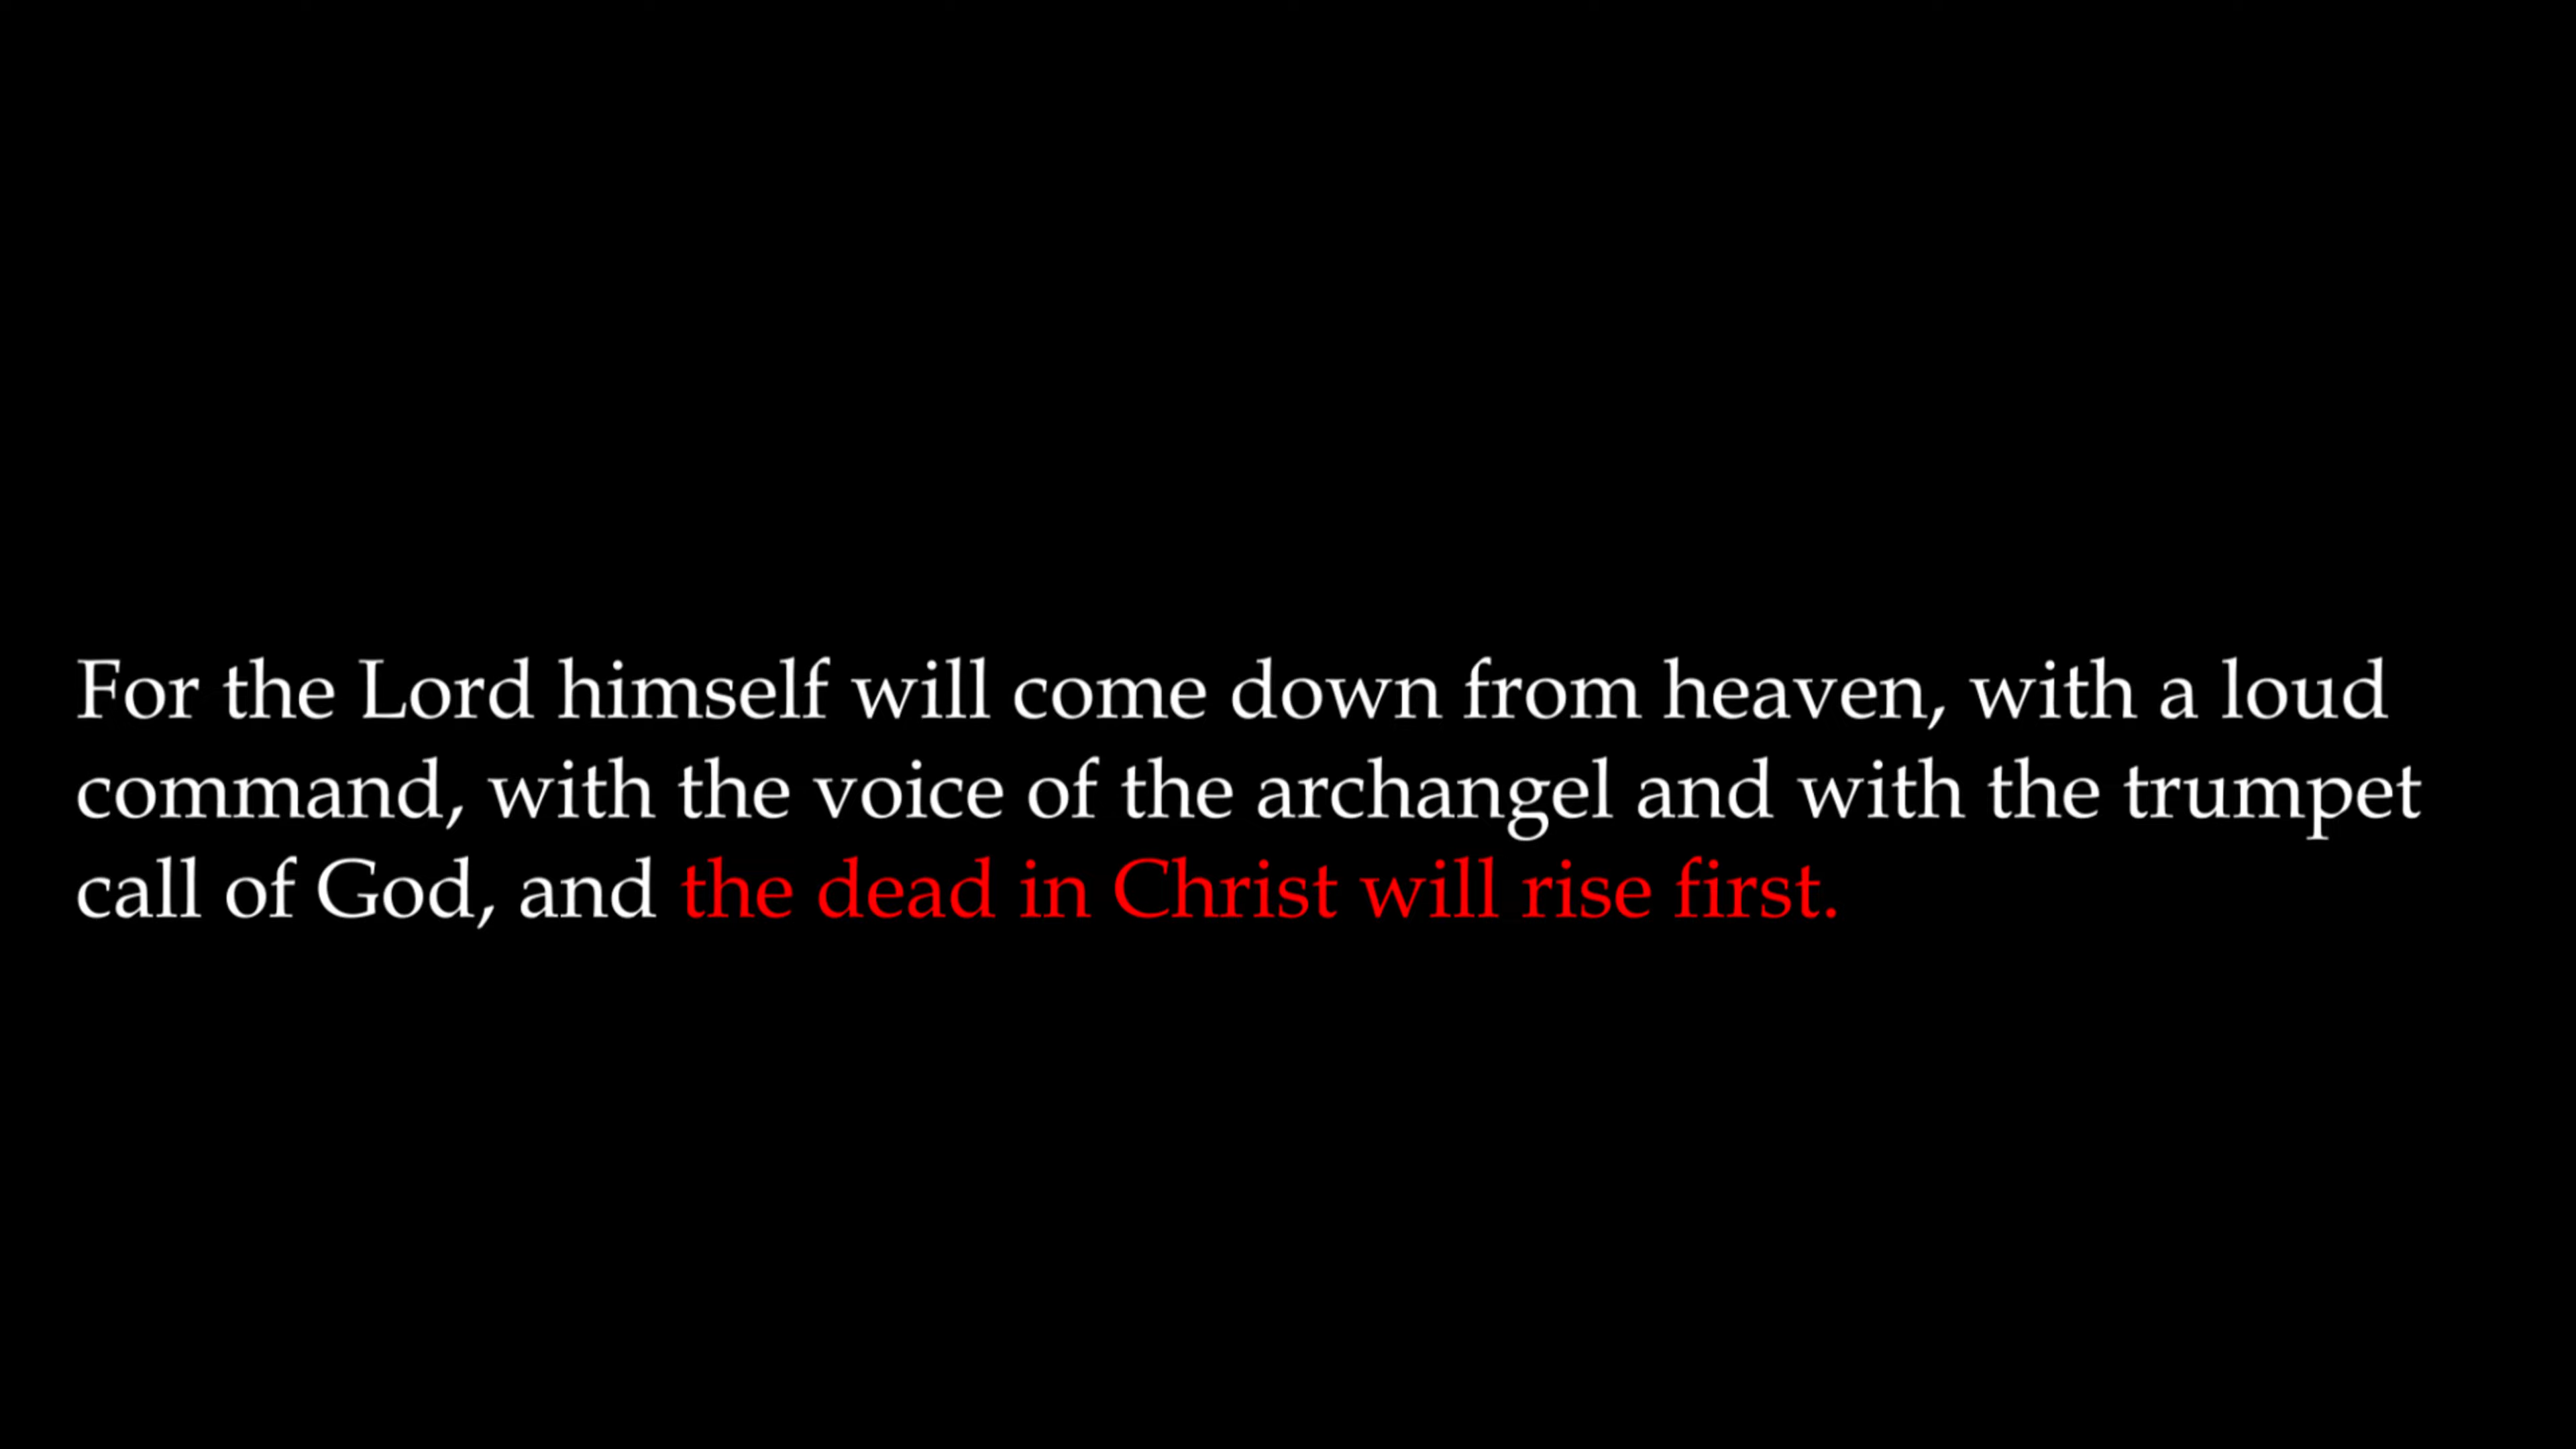 For the Lord himself will come down from heaven, with a loud
command, with the voice of the archangel and with the trumpet
call of God, and the dead in Christ will rise first.